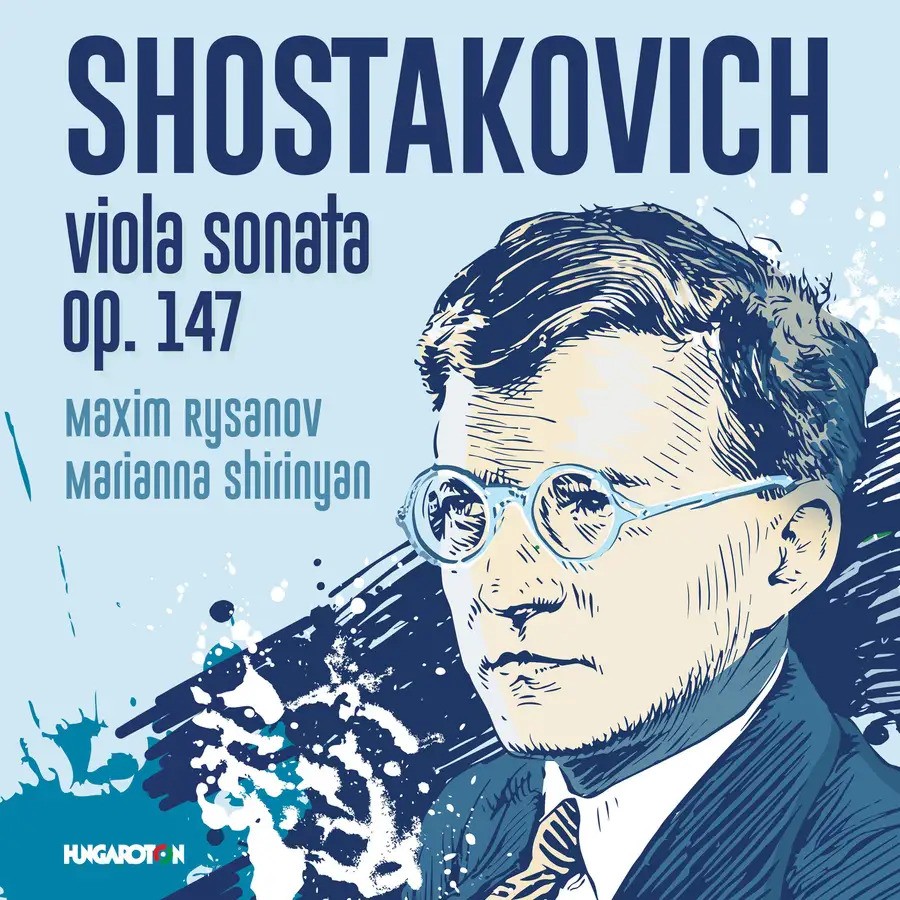 SHOSTAKOVICH
viola sonata
op. 147
Maxim Rysanov
Marianna Shirinyan
HUNGAROTON